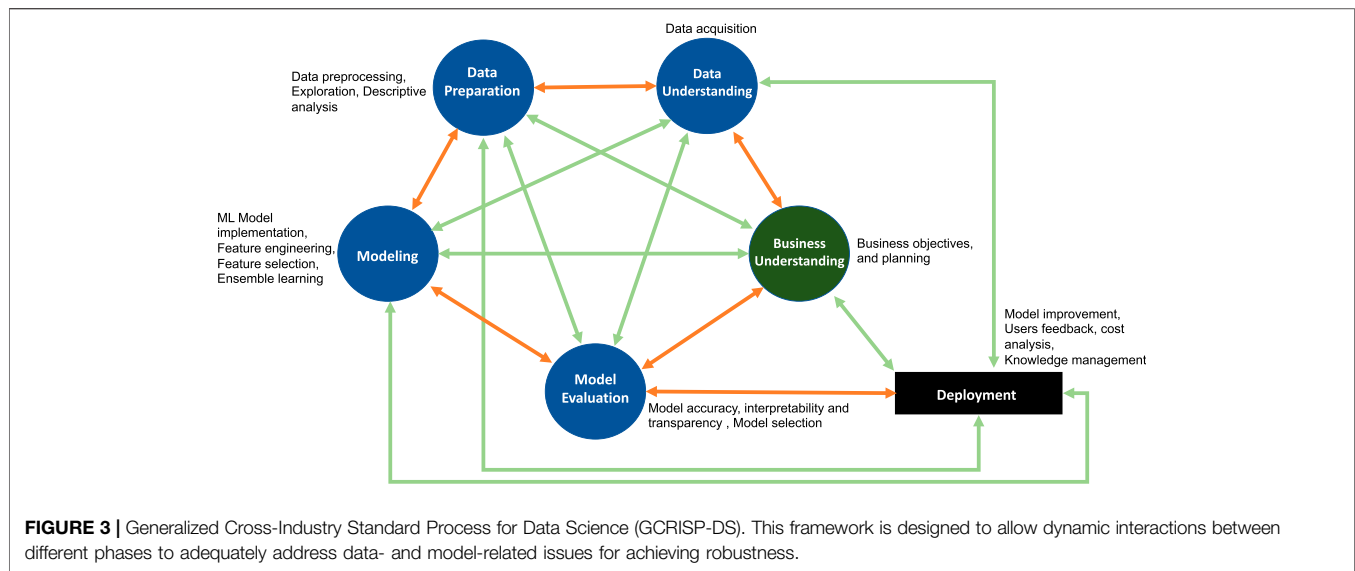 Data acquisition
Data
Preparation
Data
Understanding
Data preprocessing,
Exploration, Descriptive
analysis
ML Model
implementation,
Feature engineering,
Feature selection,
Ensemble learning
Modeling
Business
Understanding
Business objectives,
and planning
Model improvement,
Users feedback, cost
analysis,
Knowledge management
Model
Evaluation
Deployment
Model accuracy, interpretability and
transparency , Model selection
FIGURE 3 | Generalized Cross-Industry Standard Process for Data Science (GCRISP-DS). This framework is designed to allow dynamic interactions between
different phases to adequately address data- and model-related issues for achieving robustness.